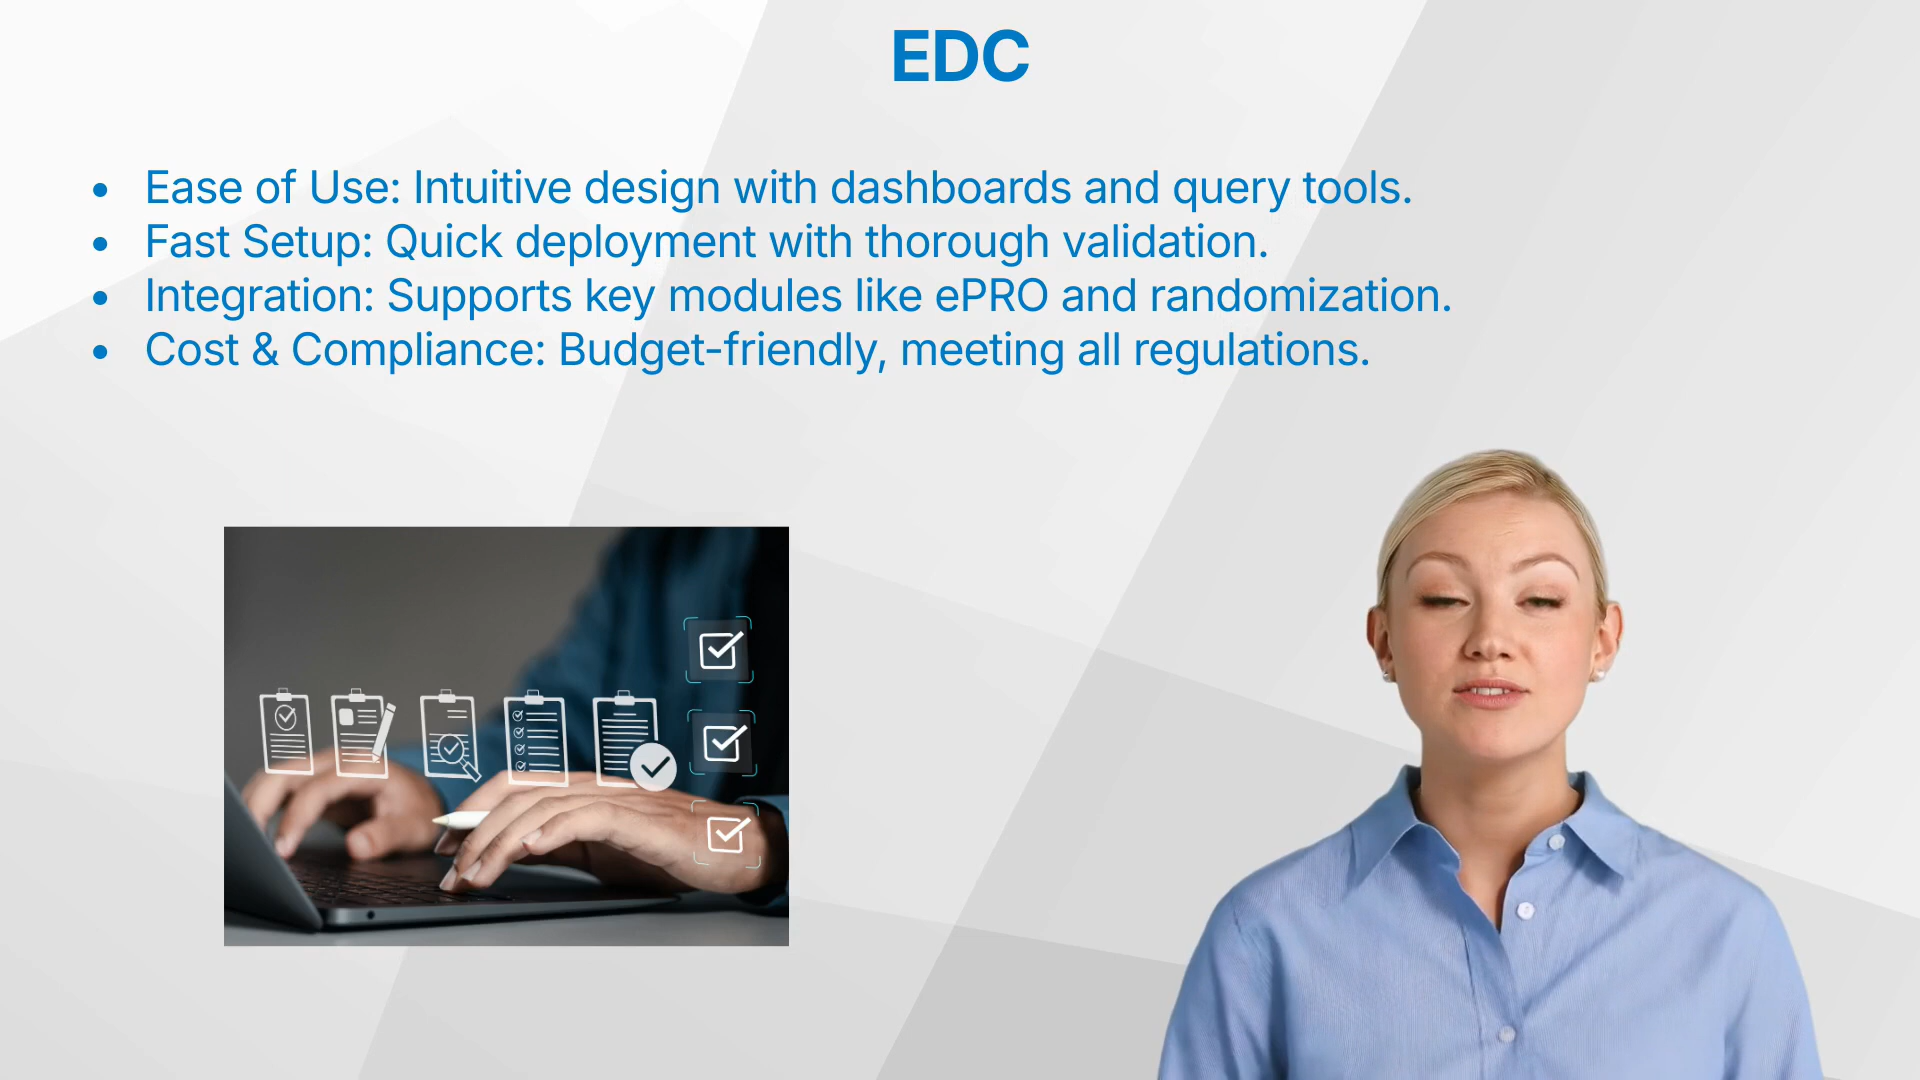 EDC
• Ease of Use: Intuitive design with dashboards and query tools.
• Fast Setup: Quick deployment with thorough validation.
• Integration: Supports key modules like ePRO and randomization.
• Cost & Compliance: Budget-friendly, meeting all regulations.